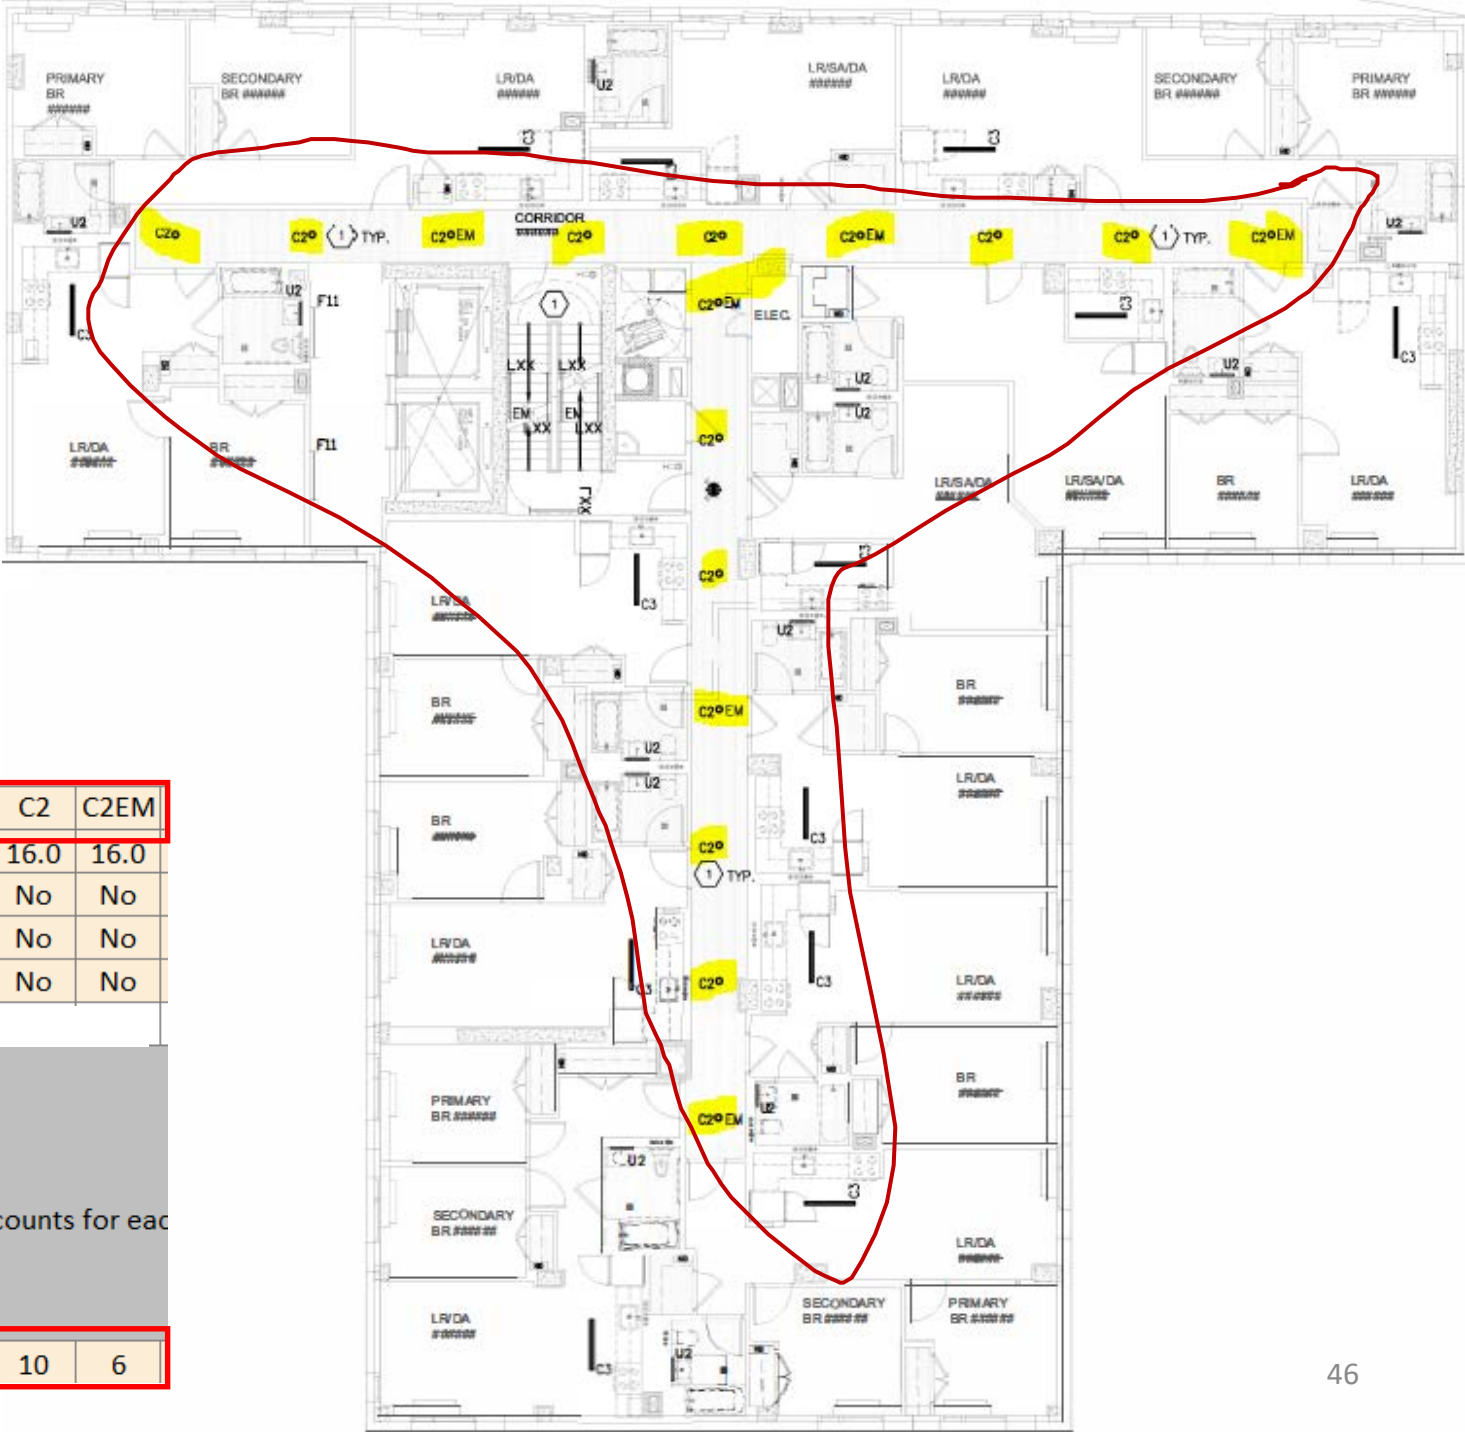 PRIMARY
BR ######
SECONDARY
BR ######
LR/DA
######
U2
LR/SA/DA
######
LR/DA
######
SECONDARY
BR ######
PRIMARY
BR ######
C3
C3
U2
U2
CORRIDOR
C2
C2
1
TYP.
C2 EM
C2
C2
C2 EM
C2
C2
1
TYP.
C2 EM
U2
F11
1
C2 EM
ELEC.
C3
C3
C3
LXX
LXX
U2
U2
EM
EM
LXX
LXX
U2
LR/DA
BR
F11
C2
LR/SA/DA
LR/SA/DA
BR
######
LR/DA
######
LXX
C3
C2
C3
LR/DA
U2
BR
BR
######
C2 EM
U2
LR/DA
######
U2
BR
C2
C3
1
TYP.
LR/DA
C3
C2
C3
LR/DA
######
BR
######
PRIMARY
BR ######
C2 EM
U2
U2
C3
SECONDARY
BR ######
LR/DA
######
LR/DA
######
SECONDARY
BR ######
PRIMARY
BR ######
U2
C3
C2 C2EM
16.0 16.0
No No
No No
No No
counts for eac
10 6
46